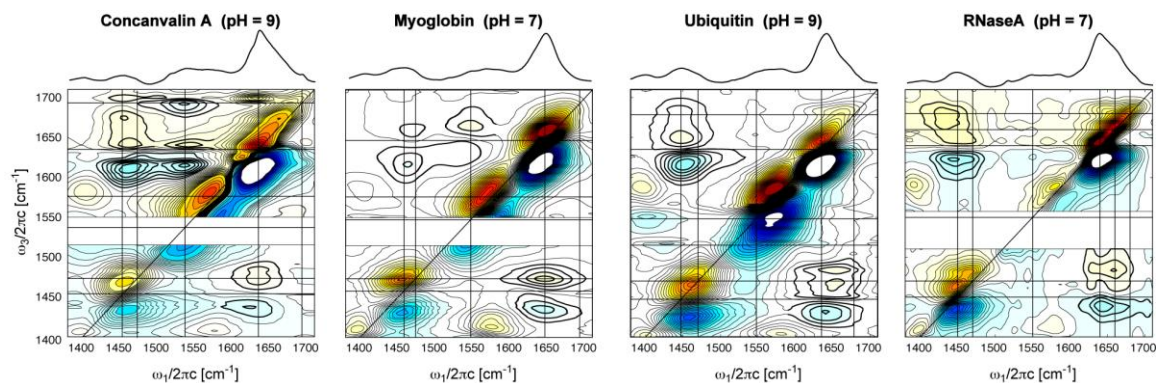 Concanvalin A (pH = 9)
Myoglobin (pH = 7)
Ubiquitin (pH = 9)
RNaseA (pH = 7)
ω3/2πc [cm-1]
1700
1650
1600
1550
1500
1450
1400
1400 1450 1500 1550 1600 1650 1700
1400 1450 1500 1550 1600 1650
1400 1450 1500 1550 1600 1650 1700
1400 1450 1500 1550 1600 1650 1700
ω1/2πc [cm-1]
ω1/2πc [cm-1]
ω1/2πc [cm-1]
ω1/2πc [cm-1]